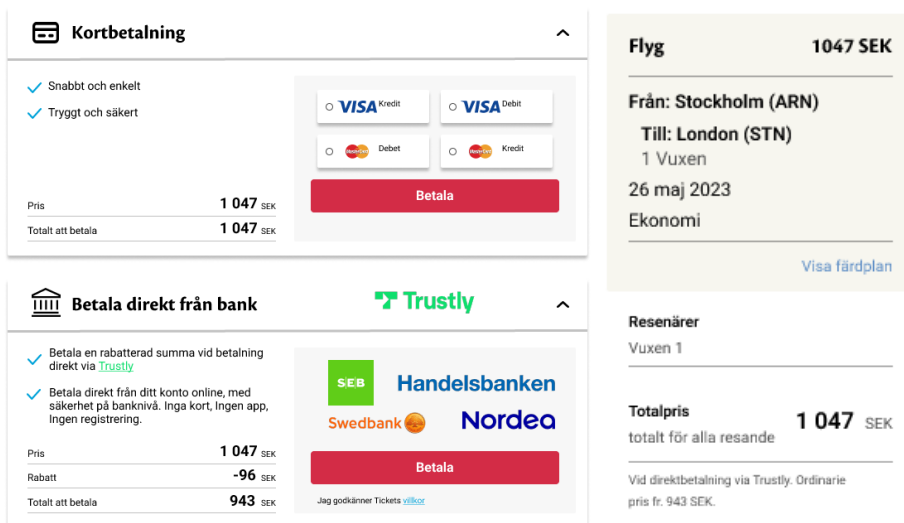 Kortbetalning
Snabbt och enkelt
Tryggt och säkert
VISA Kredit
VISA Debit
MasterCard Debet
MasterCard Kredit
Betala
Pris 1 047 SEK
Totalt att betala 1 047 SEK
Betala direkt från bank
Trustly
Betala en rabatterad summa vid betalning
direkt via Trustly
Betala direkt från ditt konto online, med
säkerhet på banknivå. Inga kort, Ingen app,
Ingen registrering.
SEB
Handelsbanken
Swedbank
Nordea
Betala
Jag godkänner Tickets villkor
Pris 1 047 SEK
Rabatt -96 SEK
Totalt att betala 943 SEK
Flyg 1047 SEK
Från: Stockholm (ARN)
Till: London (STN)
1 Vuxen
26 maj 2023
Ekonomi
Visa färdplan
Resenärer
Vuxen 1
Totalpris
totalt för alla resande
1 047 SEK
Vid direktbetalning via Trustly. Ordinarie
pris fr. 943 SEK.